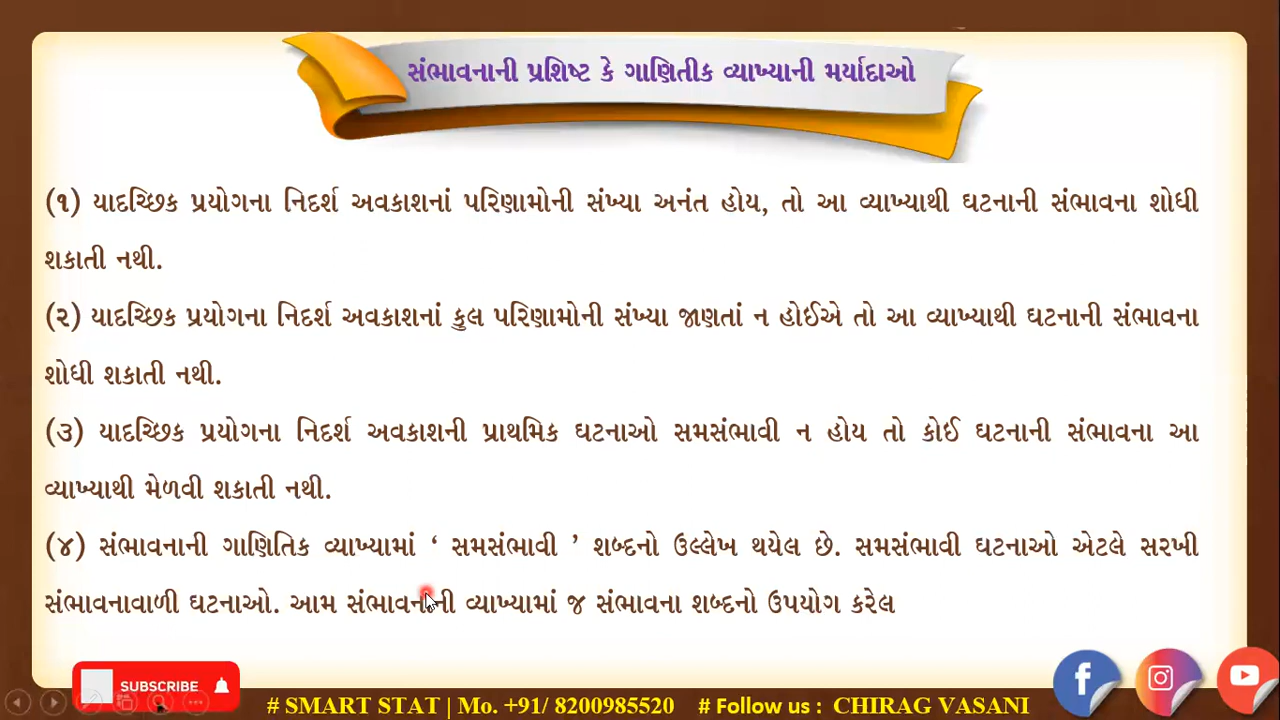 સંભાવનાની પ્રશિષ્ટ કે ગાણિતીક વ્યાખ્યાની મર્યાદાઓ
(૧) યાદચ્છિક પ્રયોગના નિદર્શ અવકાશનાં પરિણામોની સંખ્યા અનંત હોય, તો આ વ્યાખ્યાથી ઘટનાની સંભાવના શોધી
શકાતી નથી.
(૨) યાદચ્છિક પ્રયોગના નિદર્શ અવકાશનાં કુલ પરિણામોની સંખ્યા જાણતાં ન હોઈએ તો આ વ્યાખ્યાથી ઘટનાની સંભાવના
શોધી શકાતી નથી.
(૩) યાદચ્છિક પ્રયોગના નિદર્શ અવકાશની પ્રાથમિક ઘટનાઓ સમસંભાવી ન હોય તો કોઈ ઘટનાની સંભાવના આ
વ્યાખ્યાથી મેળવી શકાતી નથી.
(૪) સંભાવનાની ગાણિતિક વ્યાખ્યામાં ‘ સમસંભાવી ’ શબ્દનો ઉલ્લેખ થયેલ છે. સમસંભાવી ઘટનાઓ એટલે સરખી
સંભાવનાવાળી ઘટનાઓ. આમ સંભાવનાની વ્યાખ્યામાં જ સંભાવના શબ્દનો ઉપયોગ કરેલ
SUBSCRIBE
# SMART STAT | Mo. +91/ 8200985520 # Follow us : CHIRAG VASANI